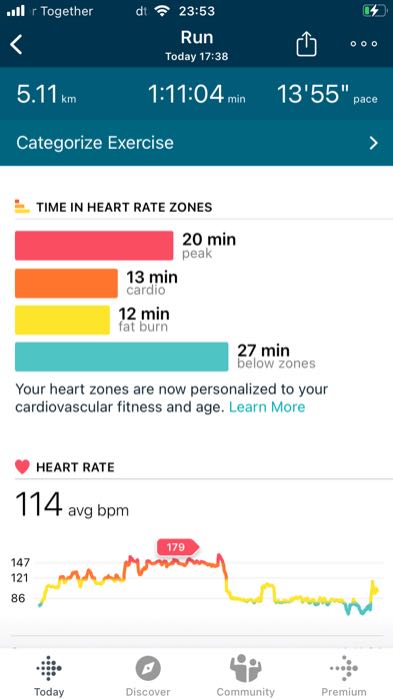 r Together dt 23:53
Run
Today 17:38
5.11 km 1:11:04 min 13'55" pace
Categorize Exercise
TIME IN HEART RATE ZONES
20 min
peak
13 min
cardio
12 min
fat burn
27 min
below zones
Your heart zones are now personalized to your
cardiovascular fitness and age. Learn More
HEART RATE
114 avg bpm
179
147
121
86
Today Discover Community Premium